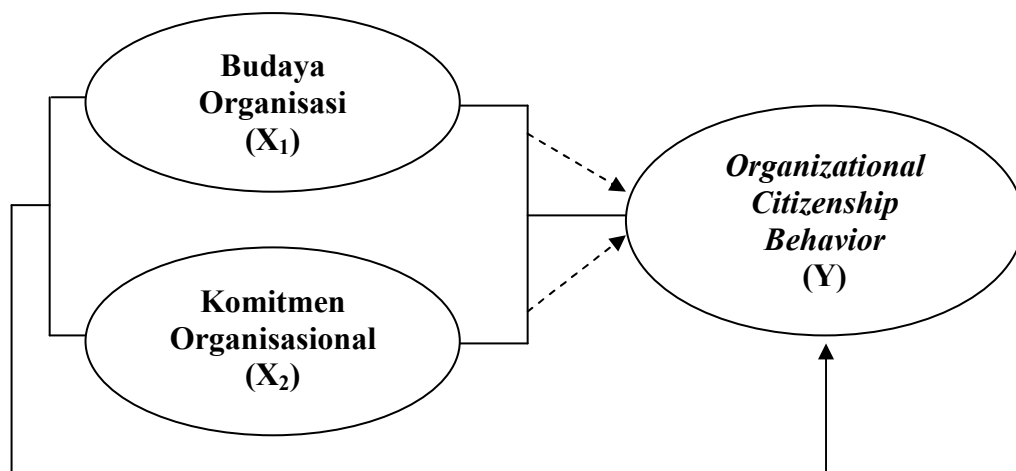 Budaya
Organisasi
(X₁)
Komitmen
Organisasional
(X₂)
Organizational
Citizenship
Behavior
(Y)